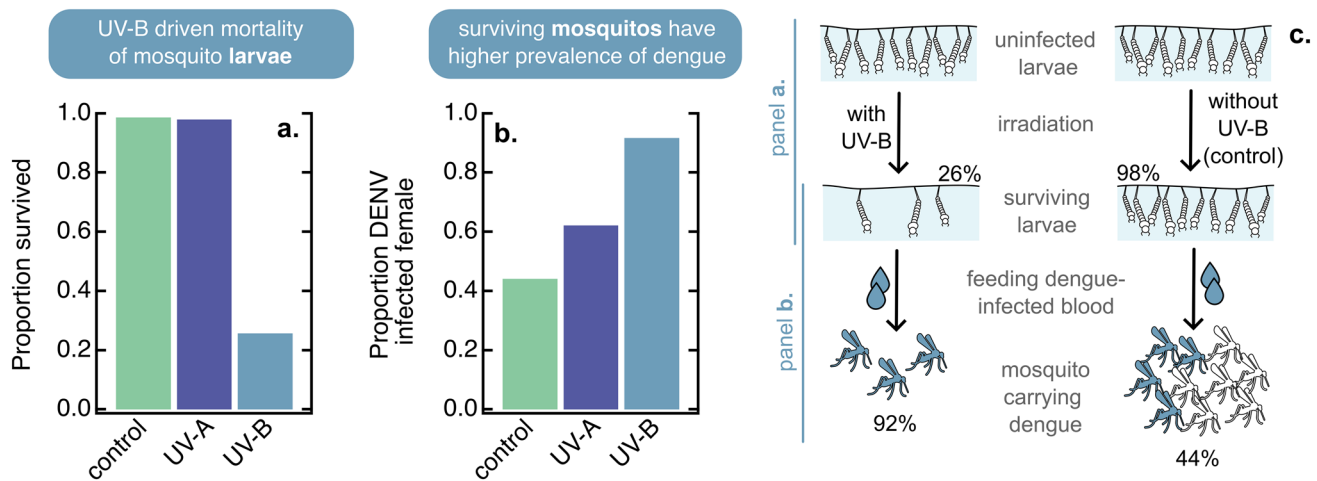 UV-B driven mortality
of mosquito larvae
surviving mosquitos have
higher prevalence of dengue
a.
Proportion survived
1.0
0.8
0.6
0.4
0.2
0.0
control
UV-A
UV-B
b.
Proportion DENV
infected female
1.0
0.8
0.6
0.4
0.2
0.0
control
UV-A
UV-B
c.
panel a.
panel b.
uninfected
larvae
with
UV-B
irradiation
without
UV-B
(control)
26%
98%
surviving
larvae
feeding dengue-
infected blood
mosquito
carrying
dengue
92%
44%